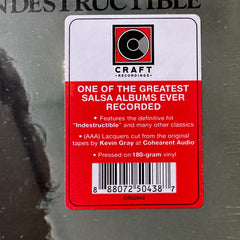 NDESTRUCTIBLE
CRAFT
RECORDINGS
ONE OF THE GREATEST
SALSA ALBUMS EVER
RECORDED
• Features the definitive hit
"Indestructible" and many other classics
• (AAA) Lacquers cut from the original
tapes by Kevin Gray at Cohearent Audio
• Pressed on 180-gram vinyl
8 88072 50438 7